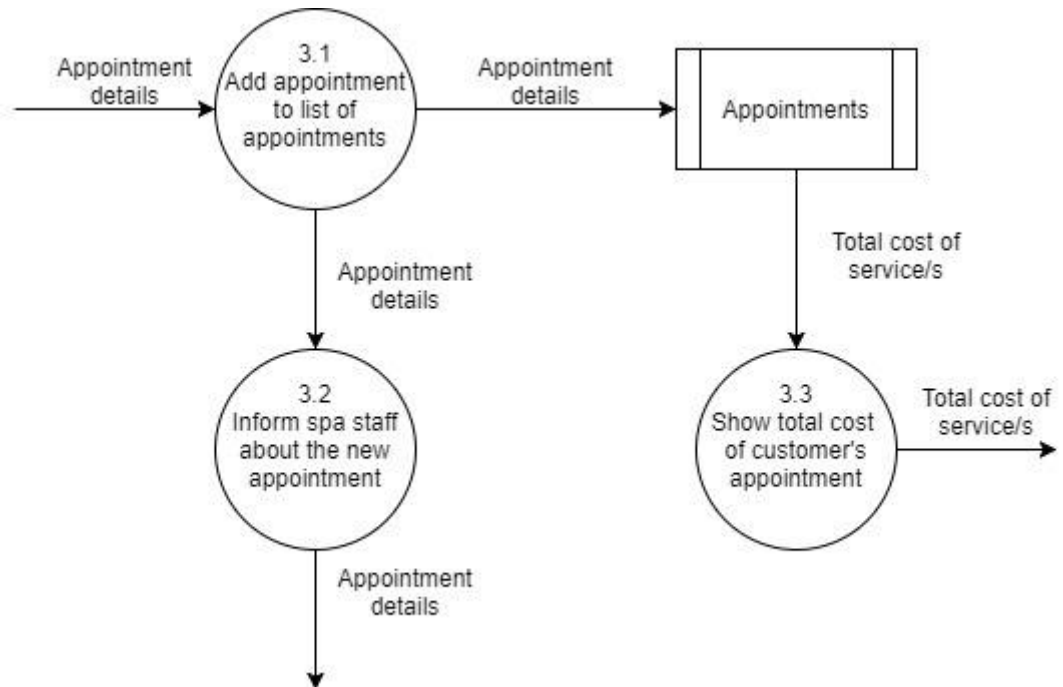 Appointment
details
3.1
Add appointment
to list of
appointments
Appointment
details
Appointments
Appointment
details
Total cost of
service/s
3.2
Inform spa staff
about the new
appointment
3.3
Show total cost
of customer's
appointment
Total cost of
service/s
Appointment
details